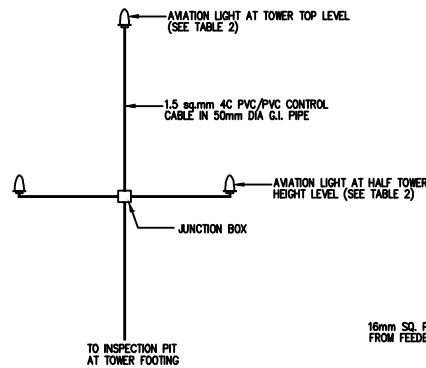 AVIATION LIGHT AT TOWER TOP LEVEL
(SEE TABLE 2)
1.5 sq.mm 4C PVC/PVC CONTROL
CABLE IN 50mm DIA G.I. PIPE
AVIATION LIGHT AT HALF TOWER
HEIGHT LEVEL (SEE TABLE 2)
JUNCTION BOX
16mm SQ.
FROM
TO INSPECTION PIT
AT TOWER FOOTING